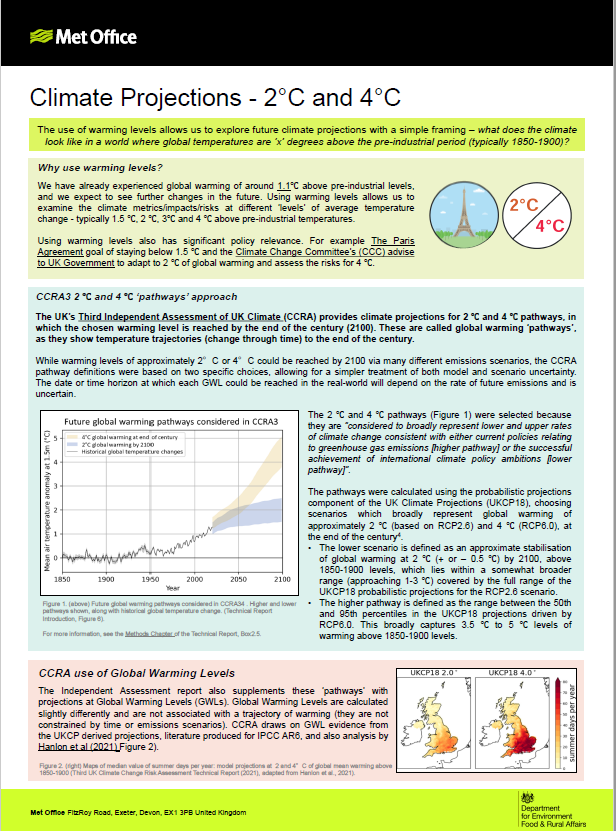 Met Office
Climate Projections - 2°C and 4°C
The use of warming levels allows us to explore future climate projections with a simple framing – what does the climate
look like in a world where global temperatures are 'x' degrees above the pre-industrial period (typically 1850-1900)?
Why use warming levels?
We have already experienced global warming of around 1.1℃ above pre-industrial levels,
and we expect to see further changes in the future. Using warming levels allows us to
examine the climate metrics/impacts/risks at different 'levels' of average temperature
change - typically 1.5 ℃, 2 ℃, 3℃ and 4 ℃ above pre-industrial temperatures.
2°C
4°C
Using warming levels also has significant policy relevance. For example The Paris
Agreement goal of staying below 1.5 ℃ and the Climate Change Committee's (CCC) advise
to UK Government to adapt to 2 ℃ of global warming and assess the risks for 4 ℃.
CCRA3 2 ℃ and 4 ℃ 'pathways' approach
The UK's Third Independent Assessment of UK Climate (CCRA) provides climate projections for 2 ℃ and 4 ℃ pathways, in
which the chosen warming level is reached by the end of the century (2100). These are called global warming 'pathways',
as they show temperature trajectories (change through time) to the end of the century.
While warming levels of approximately 2° C or 4° C could be reached by 2100 via many different emissions scenarios, the CCRA
pathway definitions were based on two specific choices, allowing for a simpler treatment of both model and scenario uncertainty.
The date or time horizon at which each GWL could be reached in the real-world will depend on the rate of future emissions and is
uncertain.
Future global warming pathways considered in CCRA3
4°C global warming at end of century
2°C global warming by 2100
Historical global temperature changes
Mean air temperature anomaly at 1.5m (°C)
5
4
3
2
1
0
1850 1900 1950 2000 2050 2100
Year
Figure 1. (above) Future global warming pathways considered in CCRA34 . Higher and lower
pathways shown, along with historical global temperature change. (Technical Report
Introduction, Figure 6).
For more information, see the Methods Chapter of the Technical Report, Box2.5.
The 2 ℃ and 4 ℃ pathways (Figure 1) were selected because
they are "considered to broadly represent lower and upper rates
of climate change consistent with either current policies relating
to greenhouse gas emissions [higher pathway] or the successful
achievement of international climate policy ambitions [lower
pathway]".
The pathways were calculated using the probabilistic projections
component of the UK Climate Projections (UKCP18), choosing
scenarios which broadly represent global warming of
approximately 2 ℃ (based on RCP2.6) and 4 ℃ (RCP6.0), at
the end of the century⁴.
• The lower scenario is defined as an approximate stabilisation
of global warming at 2 ℃ (+ or – 0.5 ℃) by 2100, above
1850-1900 levels, which lies within a somewhat broader
range (approaching 1-3 ℃) covered by the full range of the
UKCP18 probabilistic projections for the RCP2.6 scenario.
• The higher pathway is defined as the range between the 50th
and 95th percentiles in the UKCP18 projections driven by
RCP6.0. This broadly captures 3.5 ℃ to 5 ℃ levels of
warming above 1850-1900 levels.
CCRA use of Global Warming Levels
The Independent Assessment report also supplements these 'pathways' with
projections at Global Warming Levels (GWLs). Global Warming Levels are calculated
slightly differently and are not associated with a trajectory of warming (they are not
constrained by time or emissions scenarios). CCRA draws on GWL evidence from
the UKCP derived projections, literature produced for IPCC AR6, and also analysis by
Hanlon et al (2021) Figure 2).
UKCP18 2.0°
UKCP18 4.0°
summer days per year
Figure 2. (right) Maps of median value of summer days per year: model projections at 2 and 4° C of global mean warming above
1850-1900 (Third UK Climate Change Risk Assessment Technical Report (2021), adapted from Hanlon et al., 2021).
Met Office FitzRoy Road, Exeter, Devon, EX1 3PB United Kingdom
Department
for Environment
Food & Rural Affairs